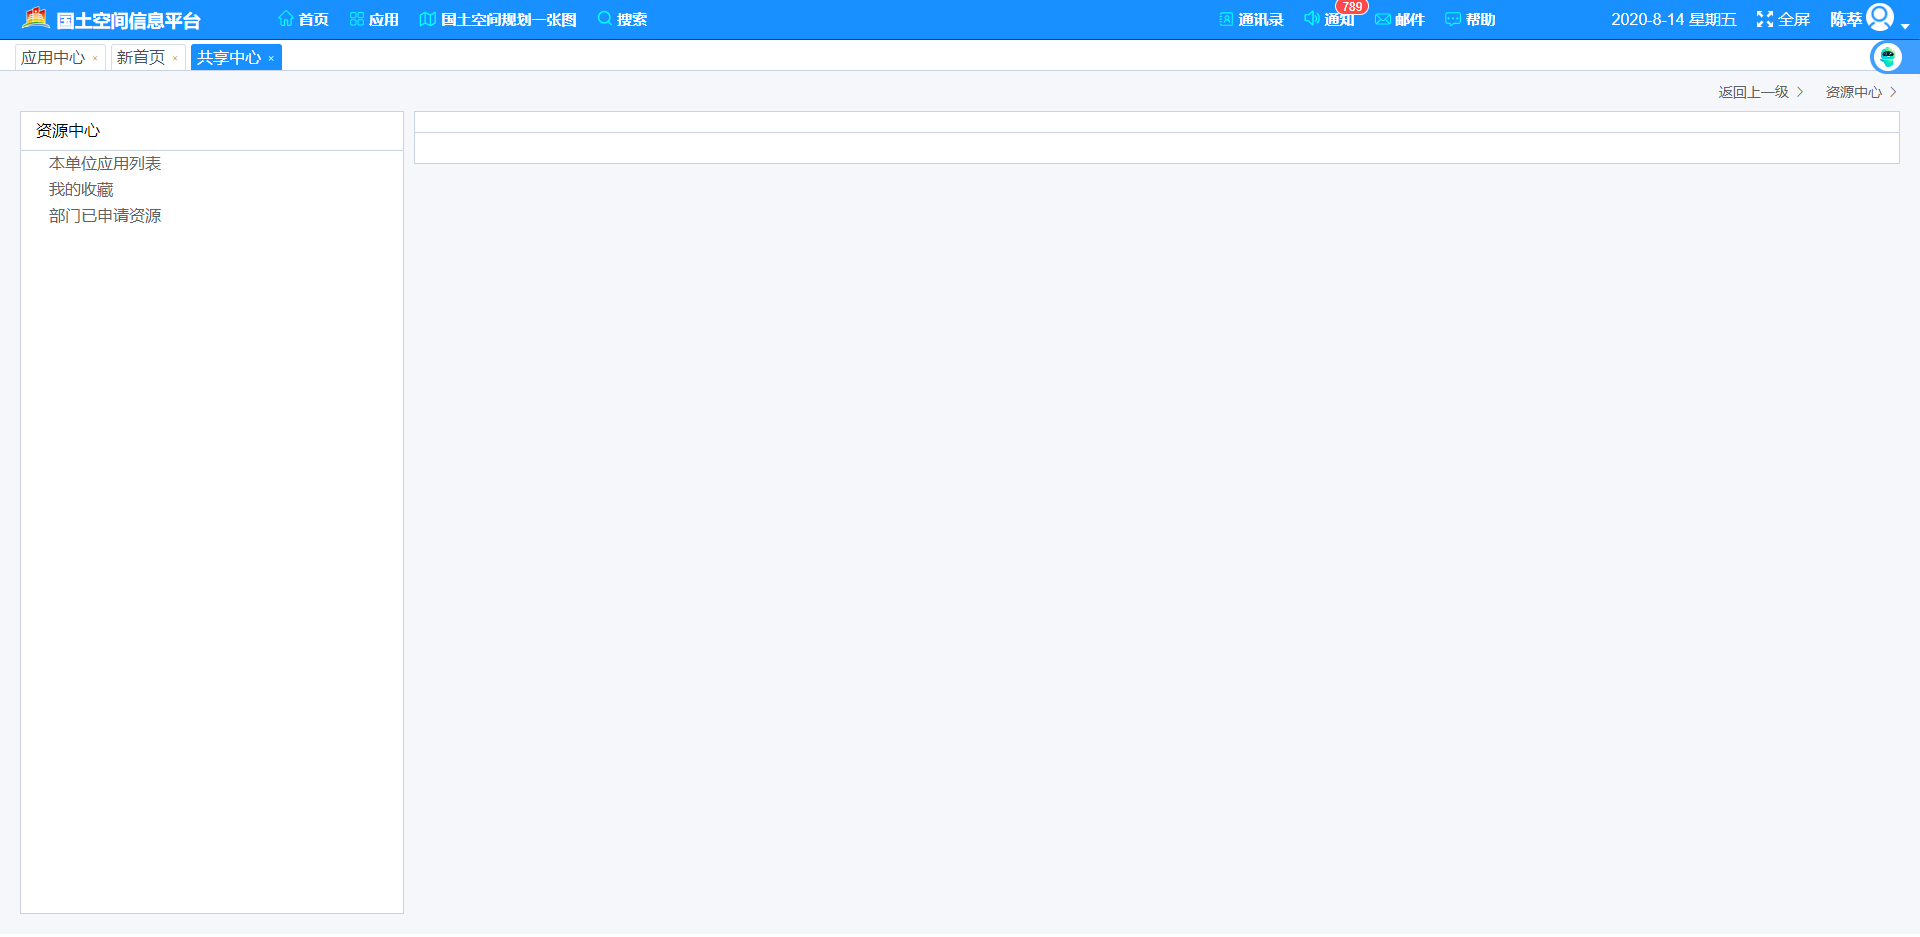 国土空间信息平台 首页 应用 国土空间规划一张图 搜索 通讯录 通知 789 邮件 帮助 2020-8-14 星期五 全屏 陈萃
应用中心 × 新首页 × 共享中心 ×
返回上一级 > 资源中心 >
资源中心
本单位应用列表
我的收藏
部门已申请资源